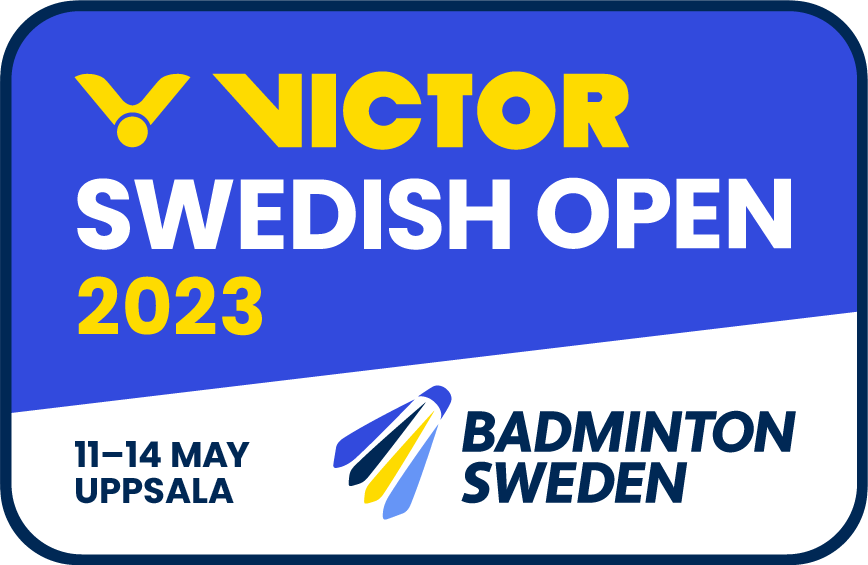 VICTOR
SWEDISH OPEN
2023
11–14 MAY
UPPSALA
BADMINTON
SWEDEN